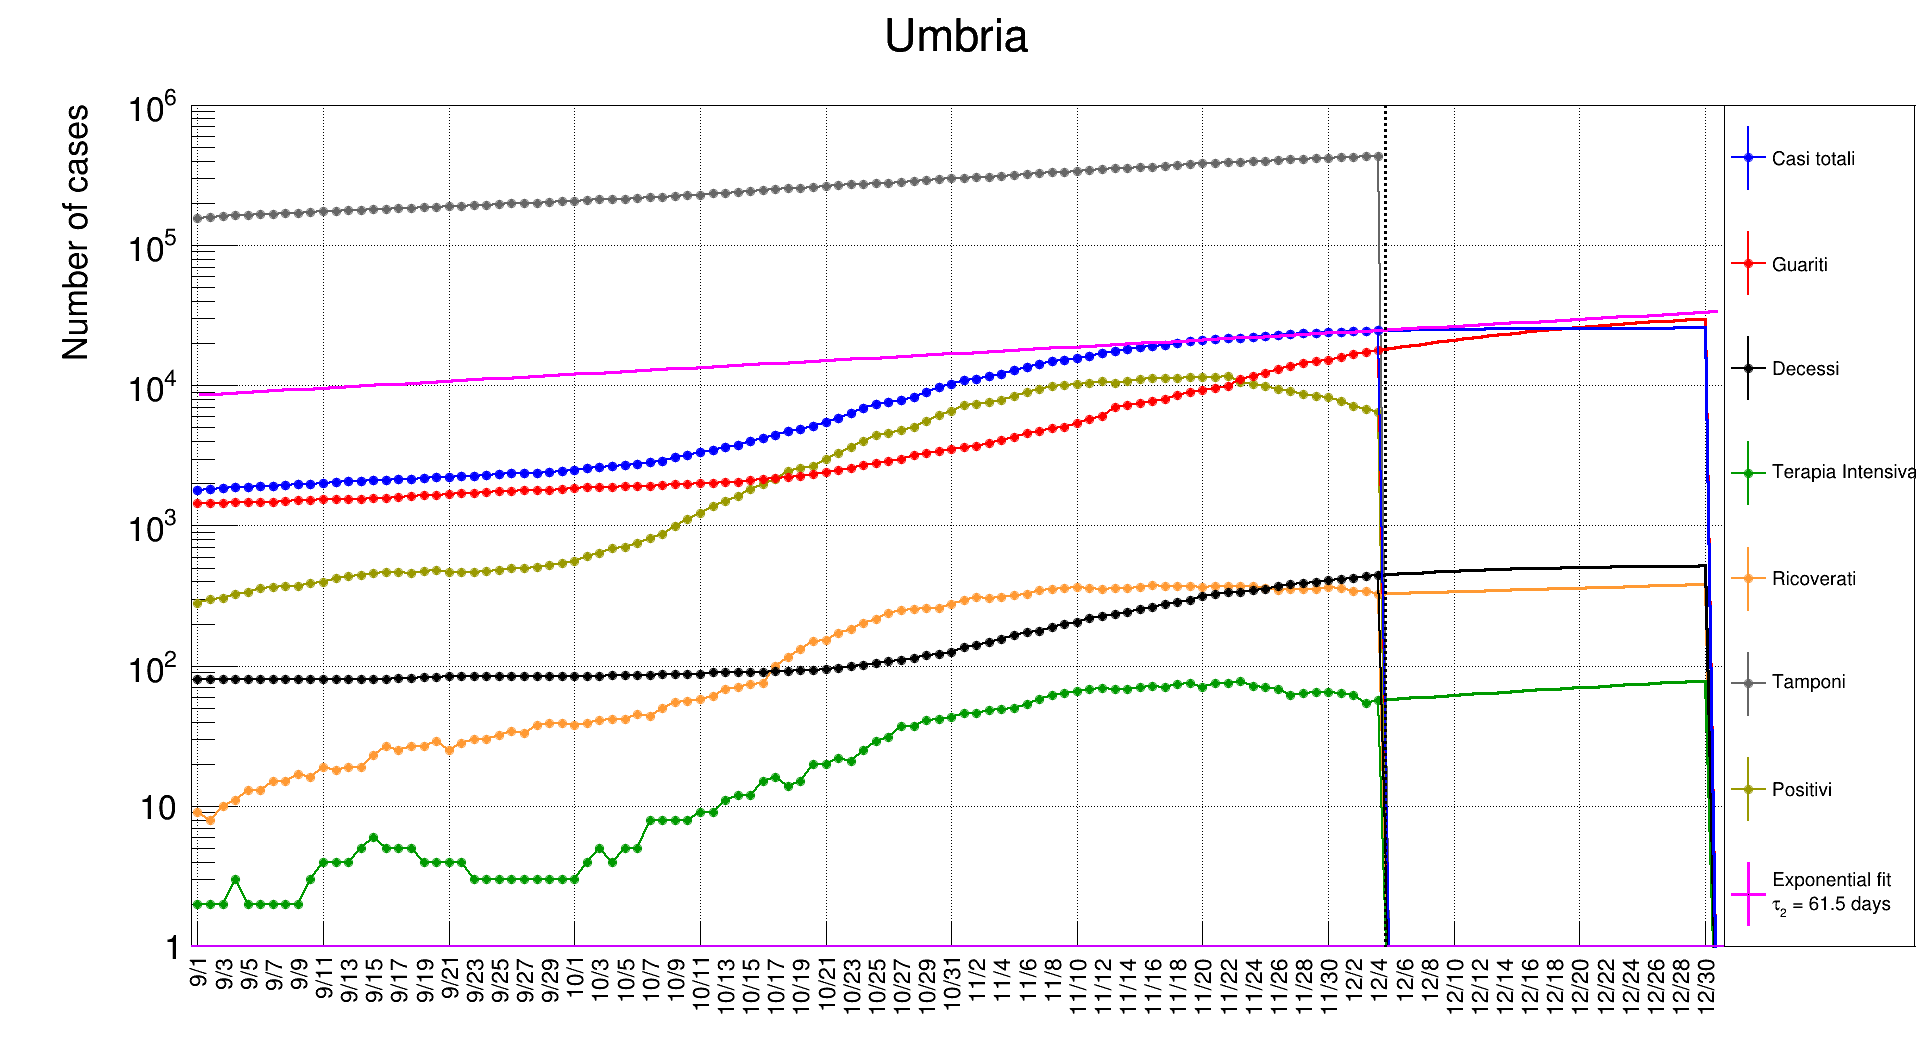 Umbria
Number of cases
10^6
10^5
10^4
10^3
10^2
10
1
9/1 9/3 9/5 9/7 9/9 9/11 9/13 9/15 9/17 9/19 9/21 9/23 9/25 9/27 9/29 10/1 10/3 10/5 10/7 10/9 10/11 10/13 10/15 10/17 10/19 10/21 10/23 10/25 10/27 10/29 10/31 11/2 11/4 11/6 11/8 11/10 11/12 11/14 11/16 11/18 11/20 11/22 11/24 11/26 11/28 11/30 12/2 12/4 12/6 12/8 12/10 12/12 12/14 12/16 12/18 12/20 12/22 12/24 12/26 12/28 12/30
Casi totali
Guariti
Decessi
Terapia Intensiva
Ricoverati
Tamponi
Positivi
Exponential fit
τ_2 = 61.5 days